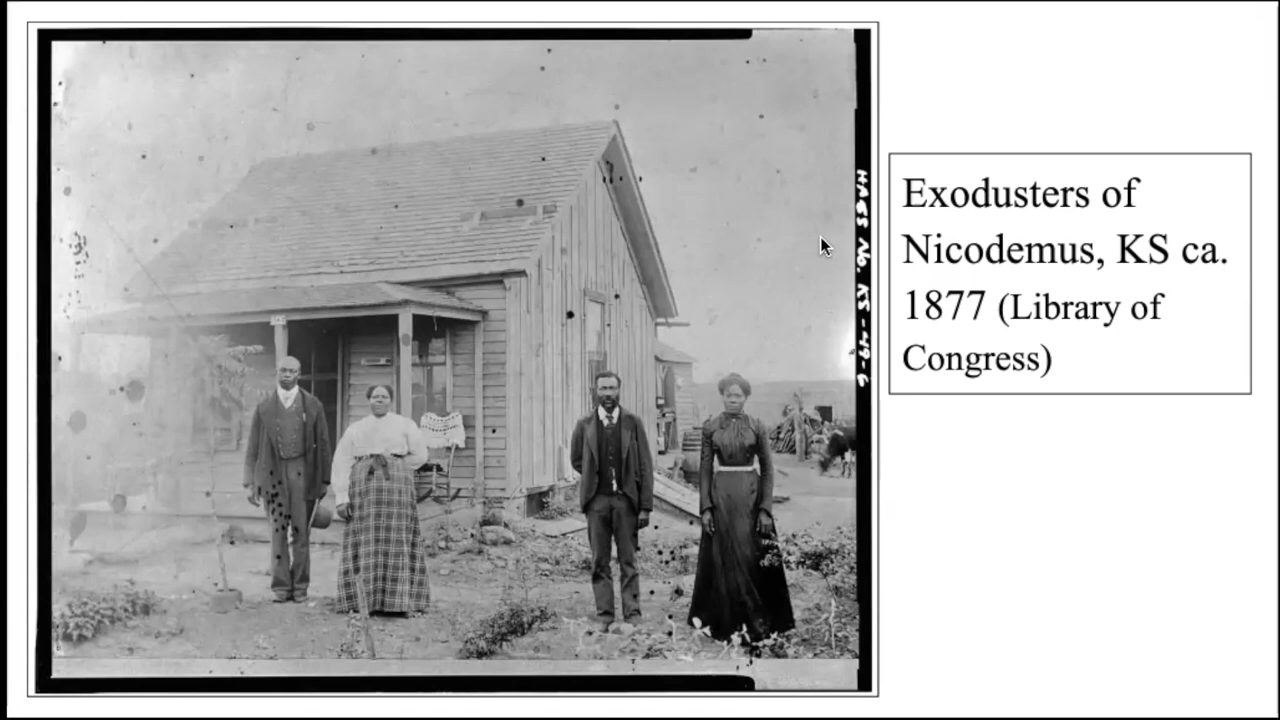 Exodusters of
Nicodemus, KS ca.
1877 (Library of
Congress)
HABS No. KS-49-6